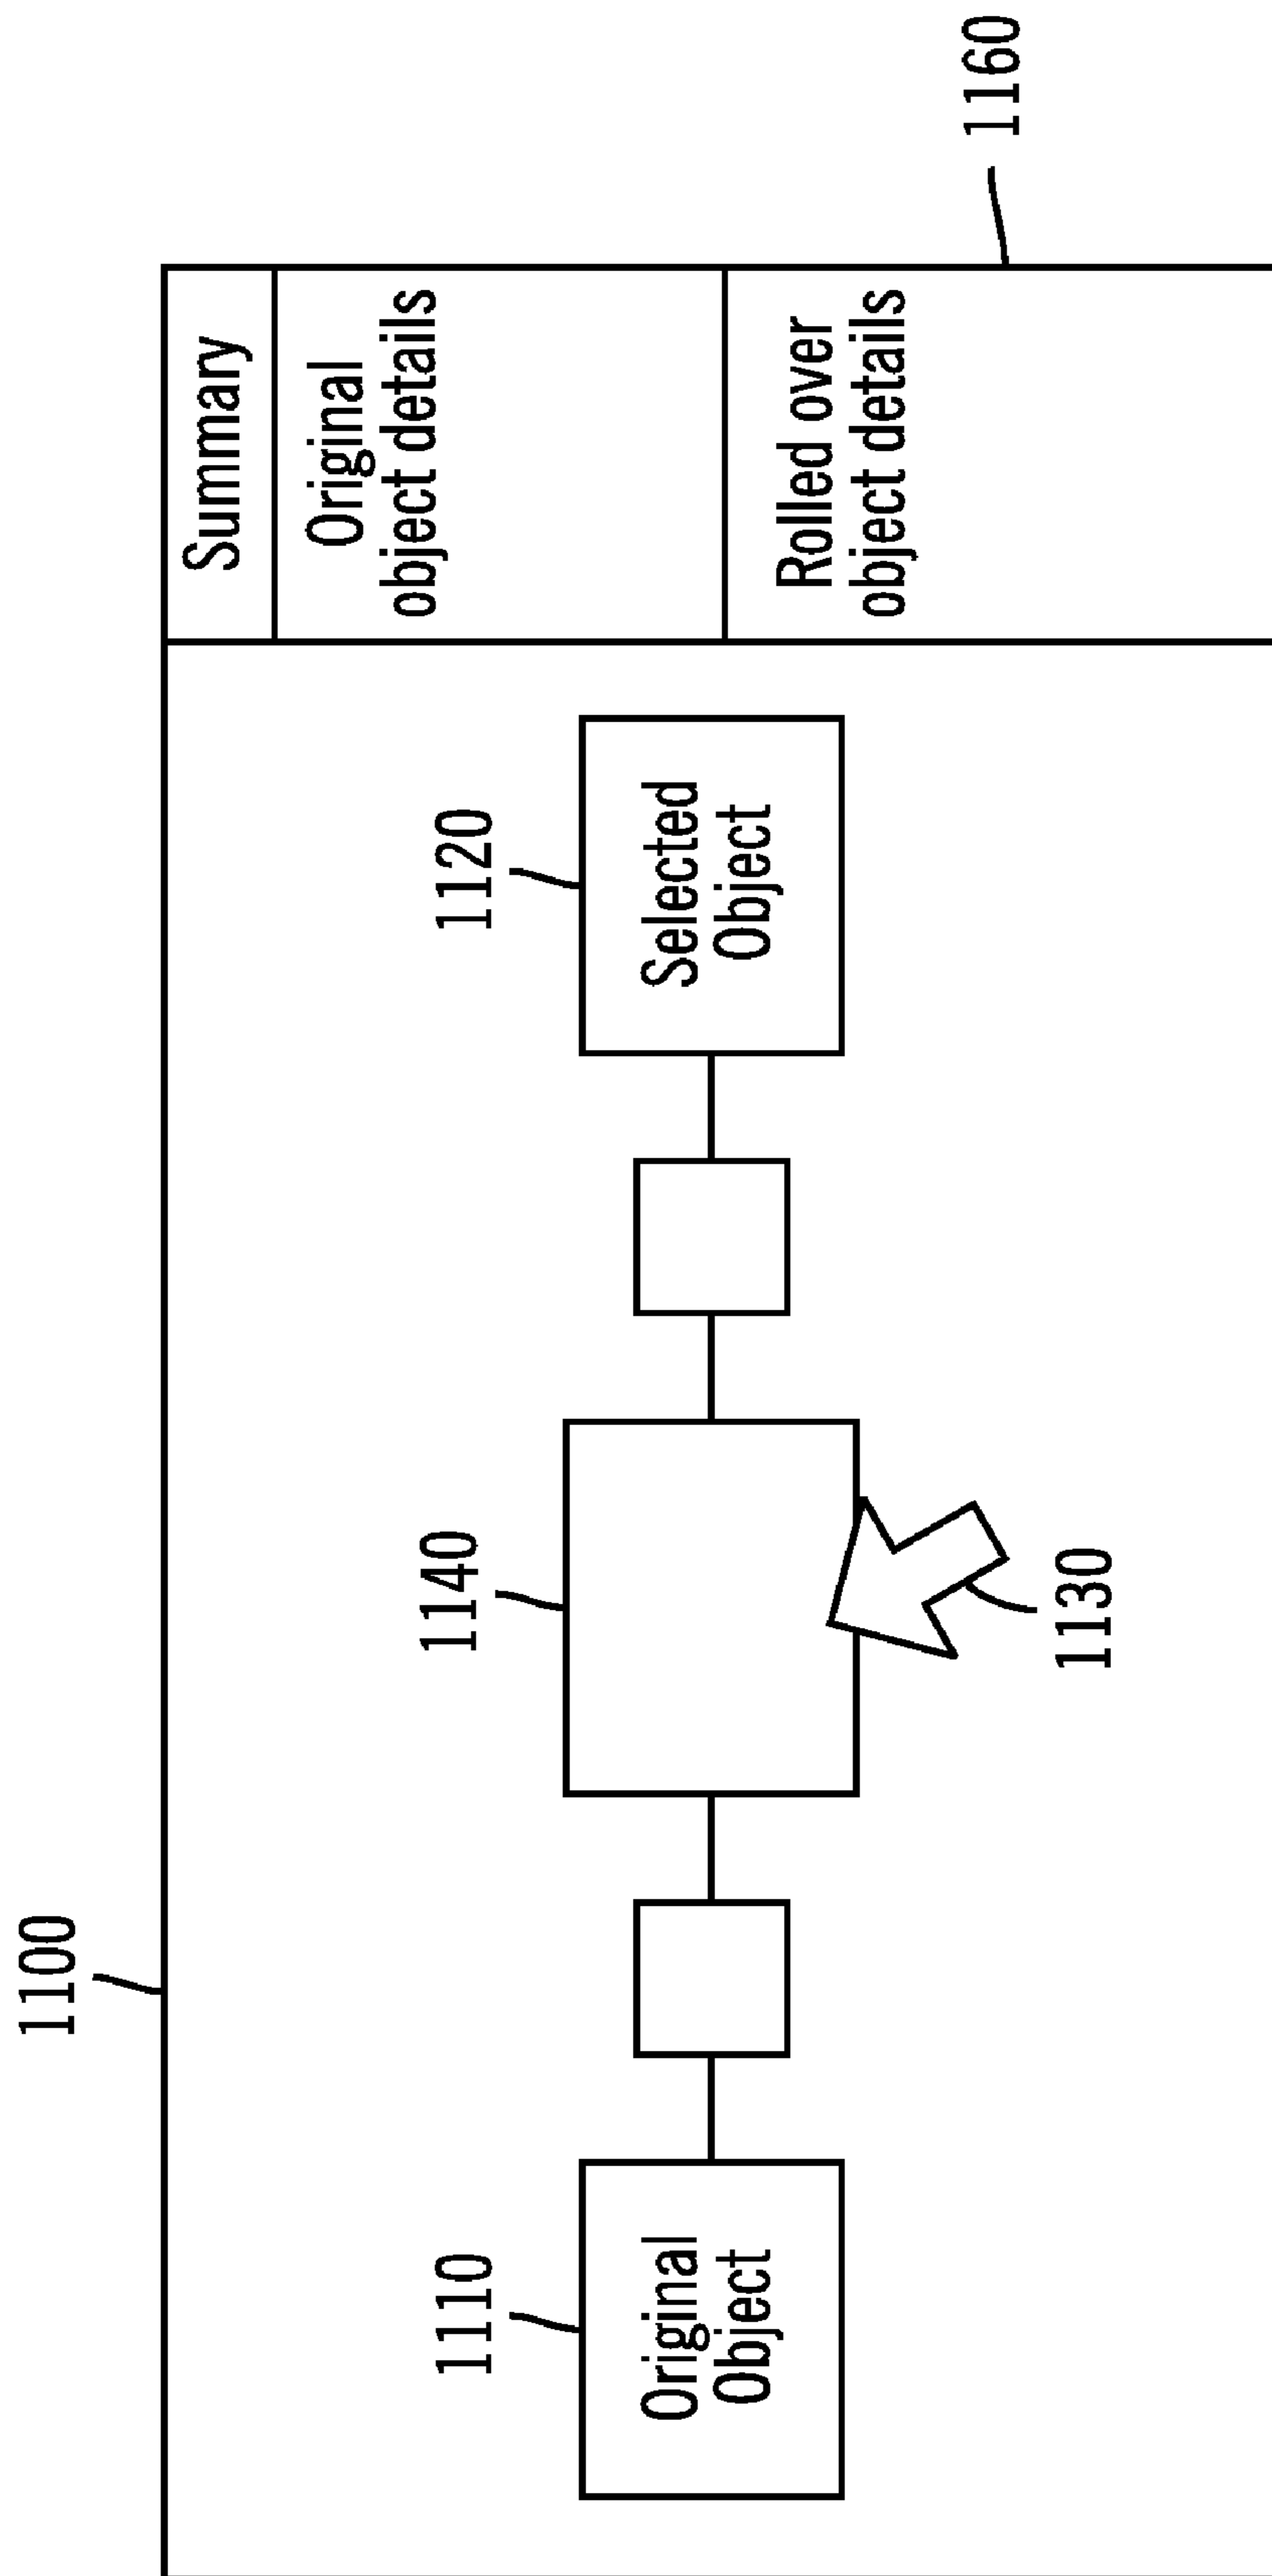 1100
Summary
Original
object details
1110
1140
1120
Original
Object
Selected
Object
Rolled over
object details
1130
1160